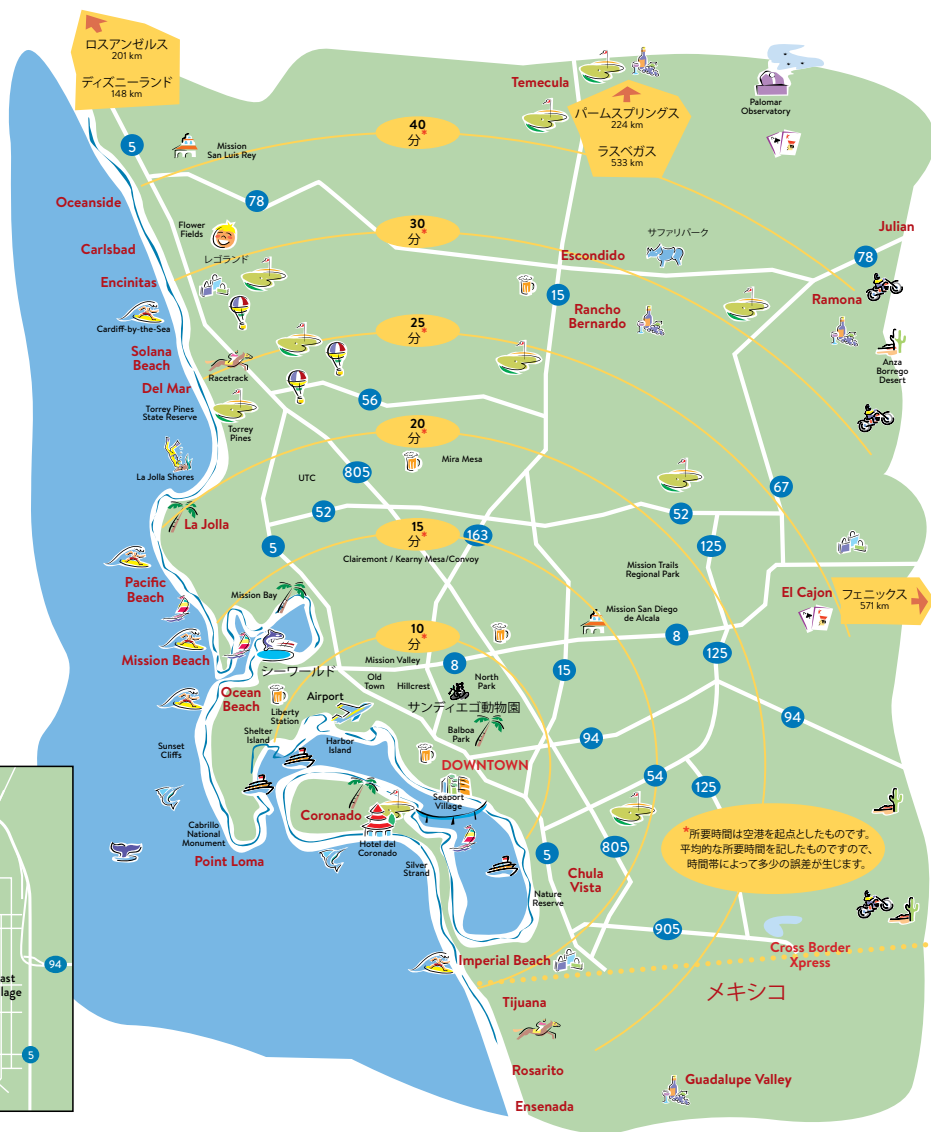 ロスアンゼルス
201 km
ディズニーランド
148 km
Temecula
パームスプリングス
224 km
ラスベガス
533 km
Palomar
Observatory
40
分*
5
Mission
San Luis Rey
78
Oceanside
Flower
Fields
30
分*
サファリパーク
Julian
Carlsbad
レゴランド
Escondido
78
Encinitas
15
Rancho
Bernardo
Ramona
Cardiff-by-the-Sea
25
分*
Solana
Beach
Racetrack
Anza
Borrego
Desert
Del Mar
56
Torrey Pines
State Reserve
Torrey
Pines
20
分*
Mira Mesa
La Jolla Shores
UTC
805
67
52
52
La Jolla
5
15
分*
163
125
Clairemont / Kearny Mesa/Convoy
Mission Trails
Regional Park
Pacific
Beach
Mission Bay
El Cajon
フェニックス
571 km
Mission San Diego
de Alcala
10
分*
8
Mission Beach
シーワールド
Mission Valley
8
15
125
Old
Town
Hillcrest
North
Park
Ocean
Beach
Airport
Liberty
Station
サンディエゴ動物園
94
Shelter
Island
Harbor
Island
Balboa
Park
94
Sunset
Cliffs
DOWNTOWN
54
125
Seaport
Village
Coronado
Cabrillo
National
Monument
Hotel del
Coronado
*所要時間は空港を起点としたものです。
平均的な所要時間を記したものですので、
時間帯によって多少の誤差が生じます。
Point Loma
Silver
Strand
5
805
Chula
Vista
Nature
Reserve
905
Cross Border
Xpress
Imperial Beach
94
ast
lage
メキシコ
Tijuana
5
Rosarito
Guadalupe Valley
Ensenada